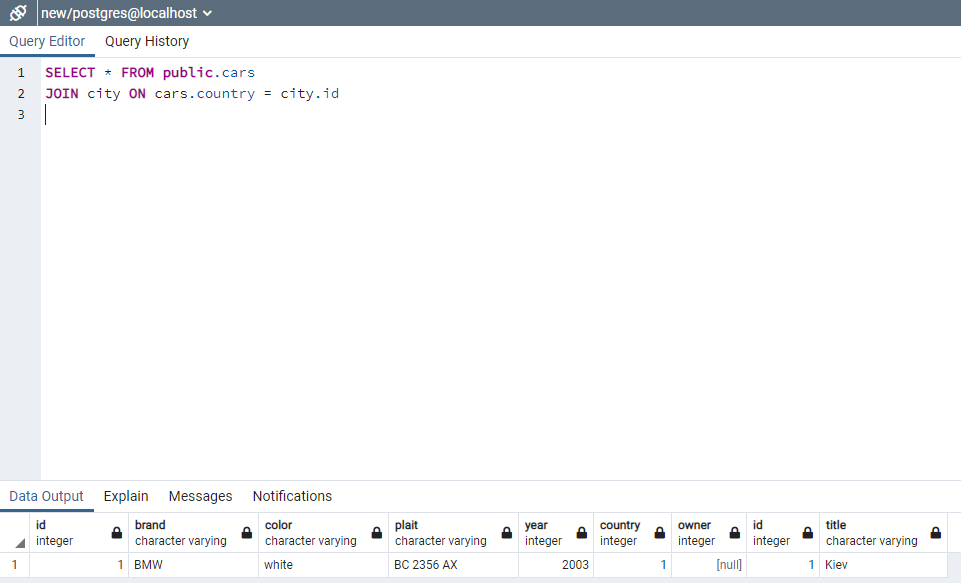 new/postgres@localhost
Query Editor Query History
1 SELECT * FROM public.cars
2 JOIN city ON cars.country = city.id
3
Data Output Explain Messages Notifications
id brand color plait year country owner id title
integer character varying character varying character varying integer integer integer integer character varying
1 1 BMW white BC 2356 AX 2003 1 [null] 1 Kiev